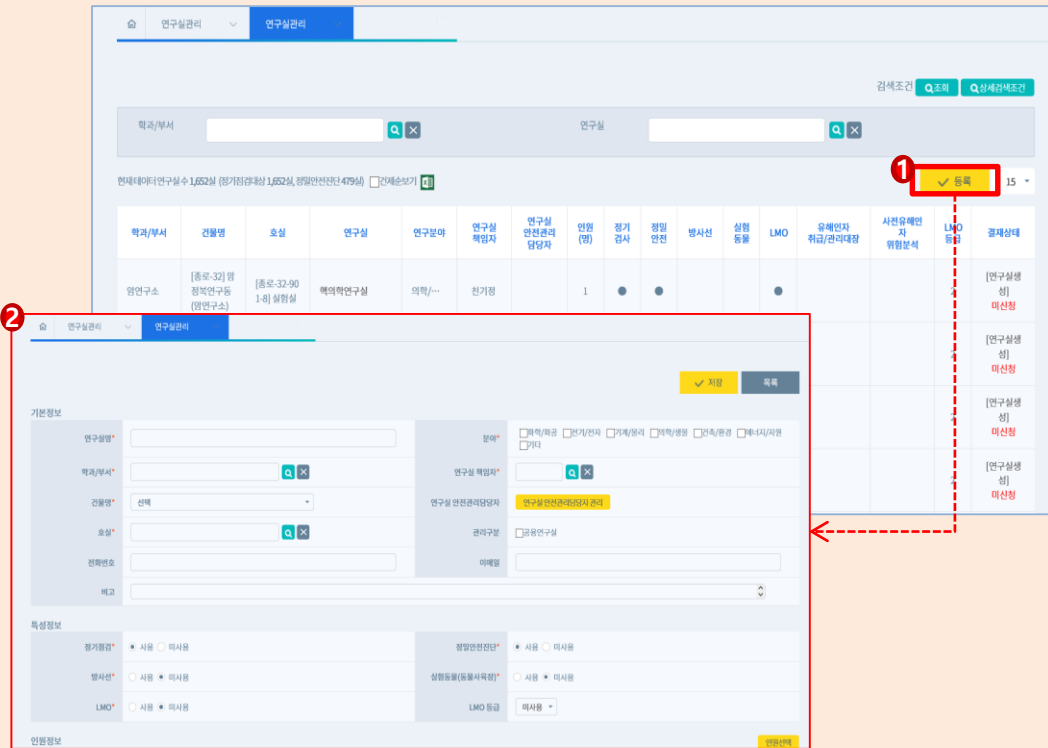 연구실관리 연구실관리
검색조건 조회 상세검색조건
학과/부서 연구실
현재데이터연구실수 1,652실 (정기점검대상 1,652실, 정밀안전진단 479실) 건제순보기
1
등록 15
학과/부서 건물명 호실 연구실 연구분야 연구실 책임자 연구실 안전관리 담당자 인원 (명) 정기 검사 정밀 안전 방사선 실험 동물 LMO 유해인자 취급/관리대장 사전유해인자 위험분석 LMO 등급 결재상태
암연구소 [종로-32] 암정복연구동 (암연구소) [종로-32-901-8] 실험실 핵의학연구실 의학/… 천기정 1 ● ● ● 2 [연구실생성] 미신청
2 [연구실생성] 미신청
2 [연구실생성] 미신청
2 [연구실생성] 미신청
2
연구실관리 연구실관리
저장 목록
기본정보
연구실명* 분야* 화학/화공 전기/전자 기계/물리 의학/생물 건축/환경 에너지/자원
기타
학과/부서* 연구실 책임자*
건물명* 선택 연구실 안전관리담당자 연구실안전관리담당자 관리
호실* 관리구분 공용연구실
전화번호 이메일
비고
특성정보
정기점검* 사용 미사용 정밀안전진단* 사용 미사용
방사선* 사용 미사용 실험동물(동물사육장)* 사용 미사용
LMO* 사용 미사용 LMO 등급 미사용
인원정보 인원선택